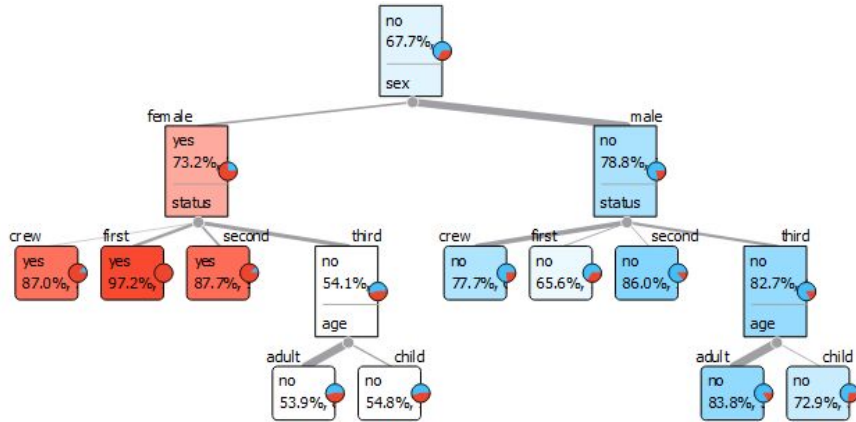 no
67.7%,
sex
female
male
yes
73.2%,
status
no
78.8%,
status
crew
first
second
third
crew
first
second
third
yes
87.0%,
yes
97.2%,
yes
87.7%,
no
54.1%,
age
no
77.7%,
no
65.6%,
no
86.0%,
no
82.7%,
age
adult
child
adult
child
no
53.9%,
no
54.8%,
no
83.8%,
no
72.9%,